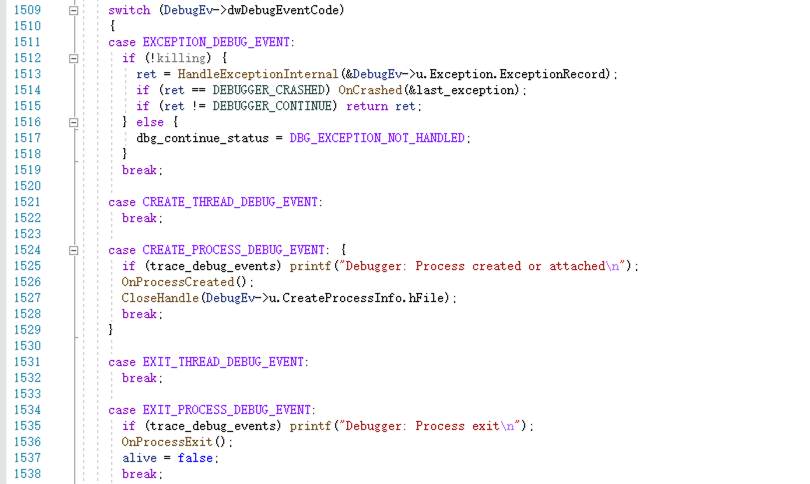 1509 switch (DebugEv->dwDebugEventCode)
1510 {
1511 case EXCEPTION_DEBUG_EVENT:
1512 if (!killing) {
1513 ret = HandleExceptionInternal(&DebugEv->u.Exception.ExceptionRecord);
1514 if (ret == DEBUGGER_CRASHED) OnCrashed(&last_exception);
1515 if (ret != DEBUGGER_CONTINUE) return ret;
1516 } else {
1517 dbg_continue_status = DBG_EXCEPTION_NOT_HANDLED;
1518 }
1519 break;
1520
1521 case CREATE_THREAD_DEBUG_EVENT:
1522 break;
1523
1524 case CREATE_PROCESS_DEBUG_EVENT: {
1525 if (trace_debug_events) printf("Debugger: Process created or attached\n");
1526 OnProcessCreated();
1527 CloseHandle(DebugEv->u.CreateProcessInfo.hFile);
1528 break;
1529 }
1530
1531 case EXIT_THREAD_DEBUG_EVENT:
1532 break;
1533
1534 case EXIT_PROCESS_DEBUG_EVENT:
1535 if (trace_debug_events) printf("Debugger: Process exit\n");
1536 OnProcessExit();
1537 alive = false;
1538 break;